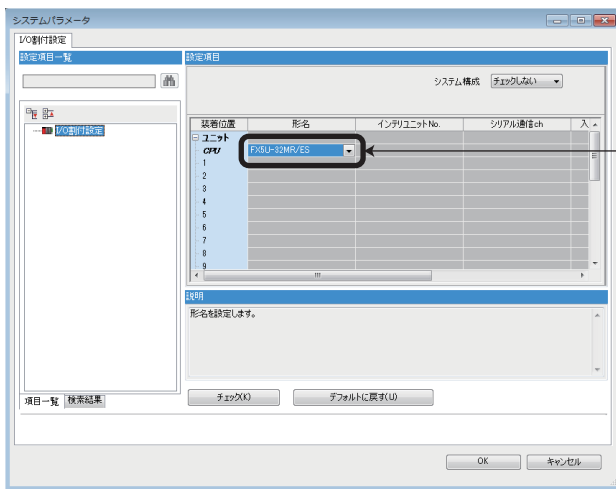 システムパラメータ
I/O割付設定
設定項目一覧
I/O割付設定
項目一覧 検索結果
設定項目
システム構成 チェックしない
装着位置 形名 インテリユニットNo. シリアル通信ch 入
ユニット
CPU FX5U-32MR/ES
1
2
3
4
5
6
7
8
9
説明
形名を設定します。
チェック(K) デフォルトに戻す(U)
OK キャンセル